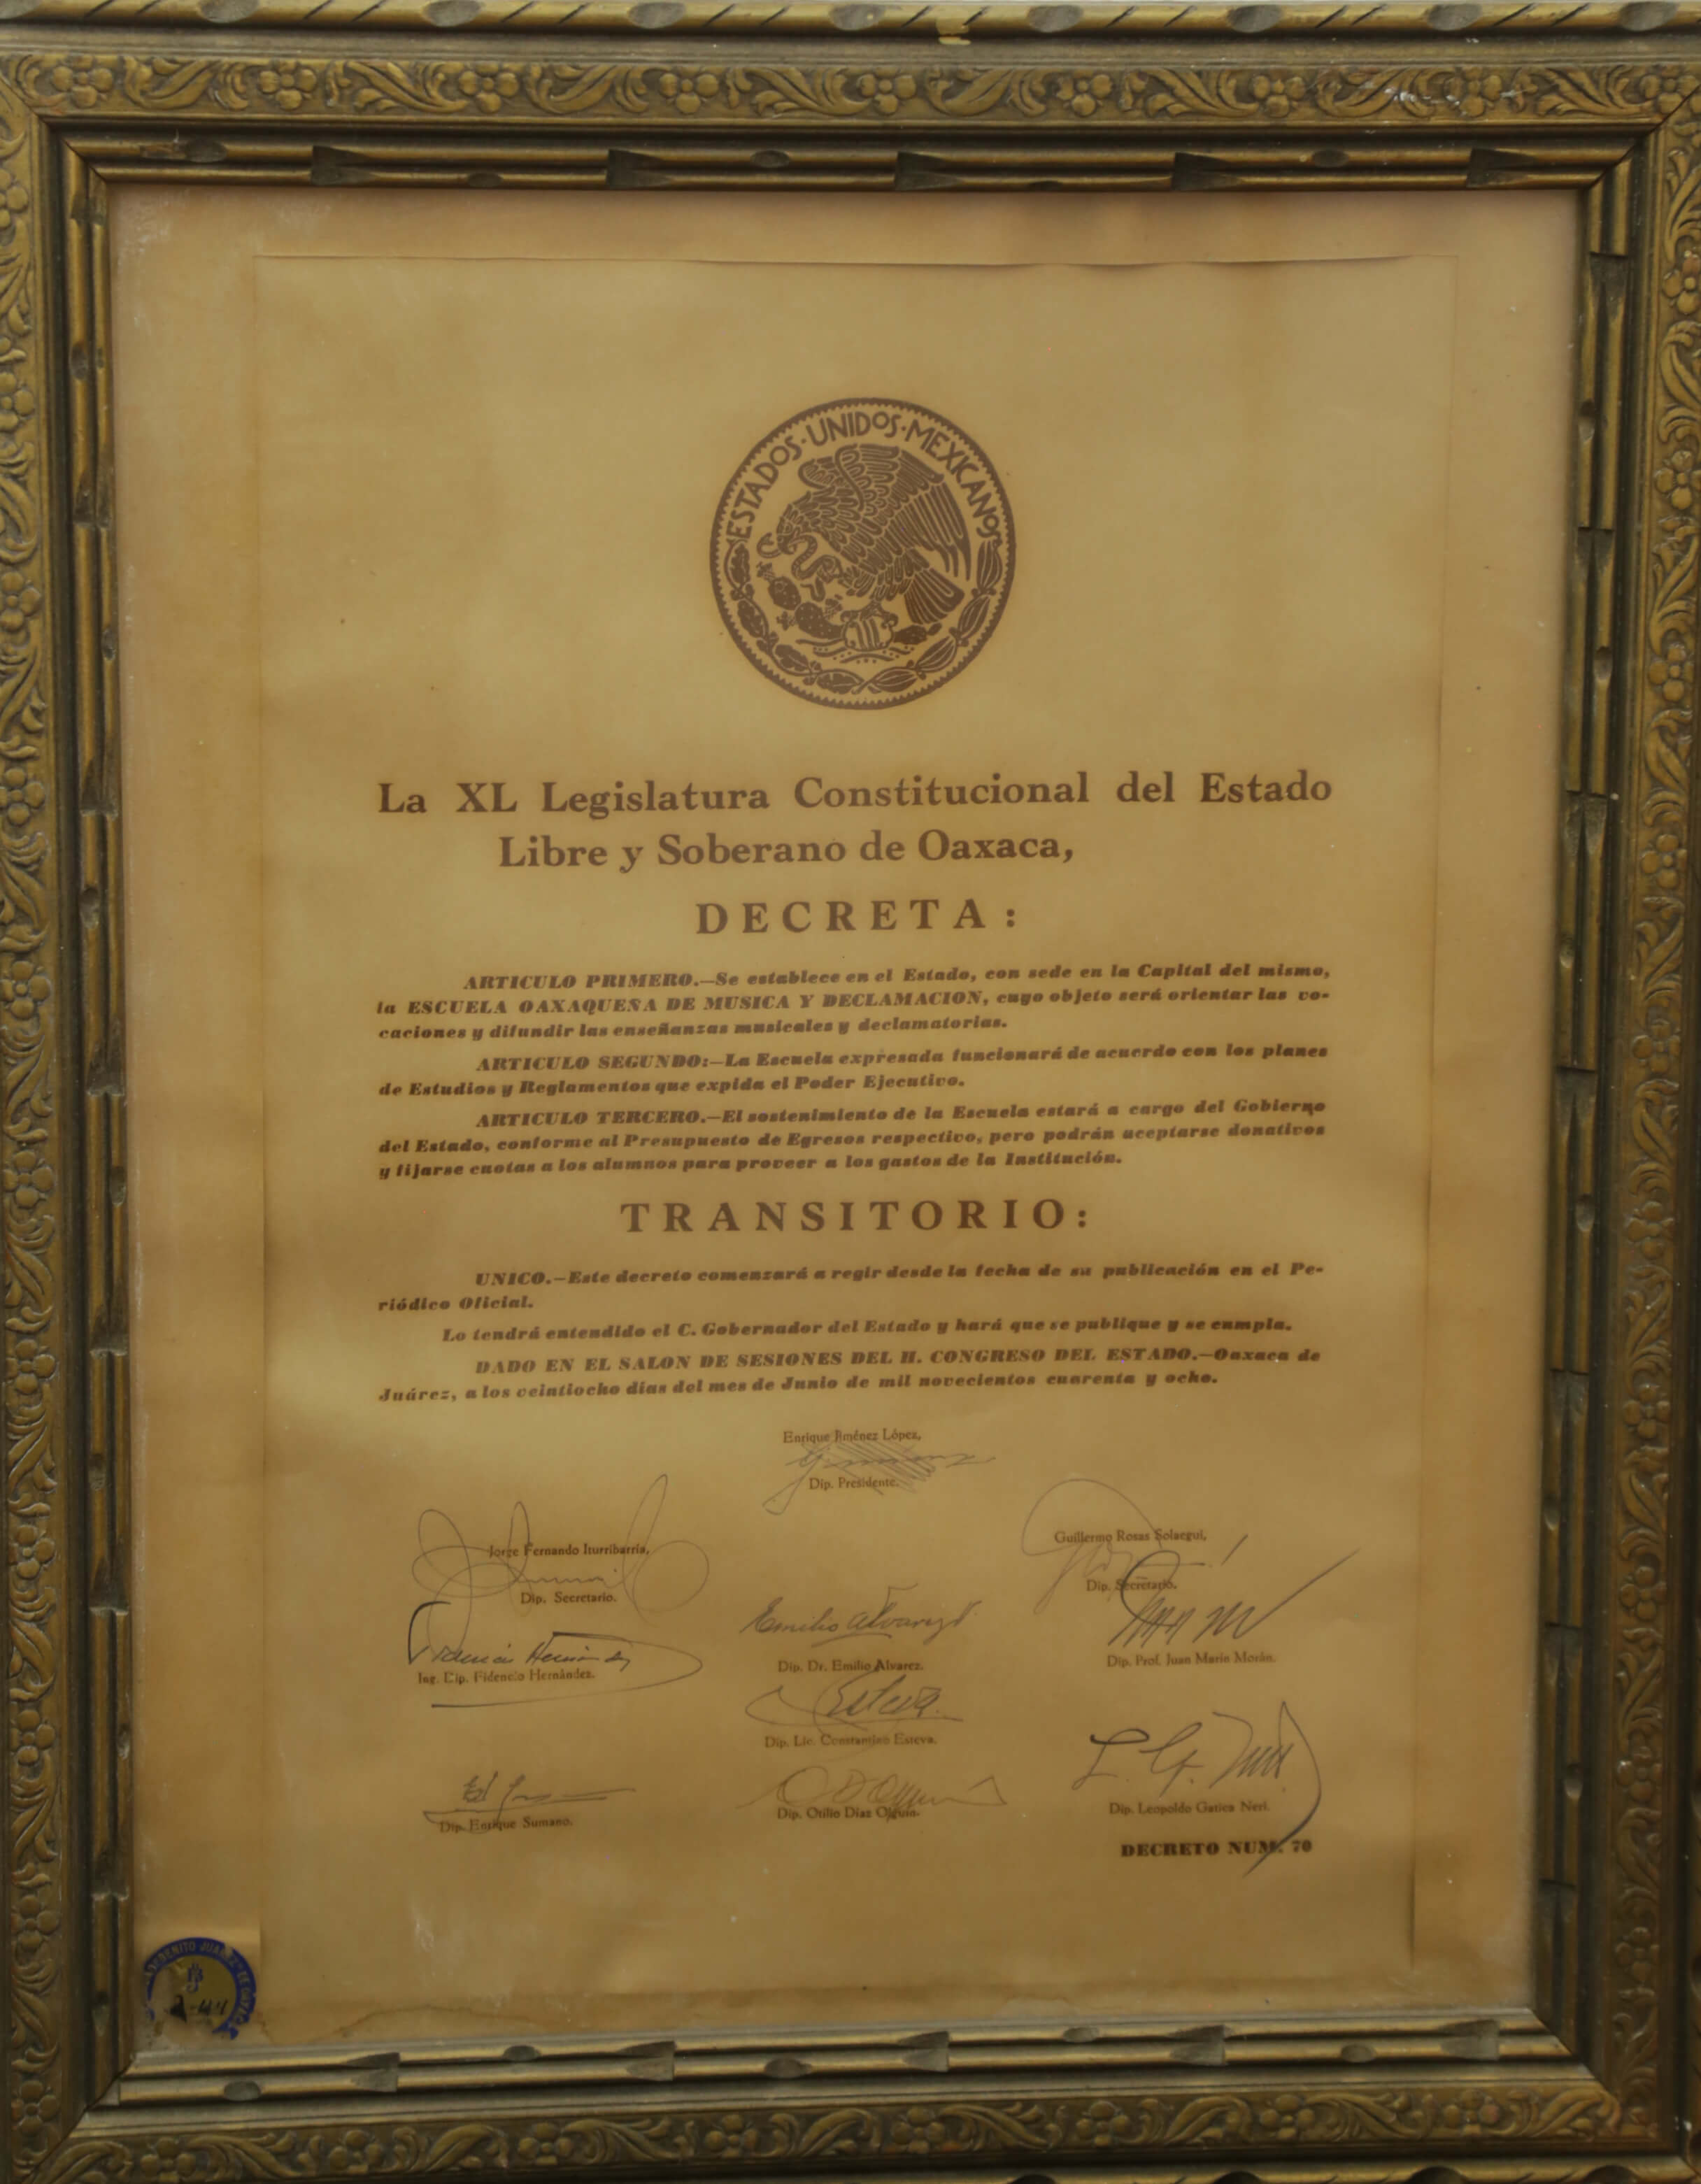 ESTADOS·UNIDOS·MEXICANOS
La XL Legislatura Constitucional del Estado
Libre y Soberano de Oaxaca,
DECRETA:
ARTICULO PRIMERO.—Se establece en el Estado, con sede en la Capital del mismo,
la ESCUELA OAXAQUEÑA DE MUSICA Y DECLAMACION, cuyo objeto será orientar las vo-
caciones y difundir las enseñanzas musicales y declamatorias.
ARTICULO SEGUNDO:—La Escuela expresada funcionará de acuerdo con los planes
de Estudios y Reglamentos que expida el Poder Ejecutivo.
ARTICULO TERCERO.—El sostenimiento de la Escuela estará a cargo del Gobierno
del Estado, conforme al Presupuesto de Egresos respectivo, pero podrán aceptarse donativos
y fijarse cuotas a los alumnos para proveer a los gastos de la Institución.
TRANSITORIO:
UNICO.—Este decreto comenzará a regir desde la fecha de su publicación en el Pe-
riódico Oficial.
Lo tendrá entendido el C. Gobernador del Estado y hará que se publique y se cumpla.
DADO EN EL SALON DE SESIONES DEL H. CONGRESO DEL ESTADO.—Oaxaca de
Juárez, a los veintiocho días del mes de Junio de mil novecientos cuarenta y ocho.
Enrique Jiménez López,
Dip. Presidente.
Jorge Fernando Iturribarría,
Dip. Secretario.
Guillermo Rosas Solaegui,
Dip. Secretario.
Ing. Dip. Fidencio Hernández.
Emilio Alvarez
Dip. Dr. Emilio Alvarez.
Dip. Prof. Juan Marín Morán.
Esteva
Dip. Lic. Constantino Esteva.
Dip. Enrique Sumano.
Dip. Otilio Díaz Olguín.
Dip. Leopoldo Gatica Neri.
DECRETO NUM. 70
BENITO JUAREZ DE OAXACA